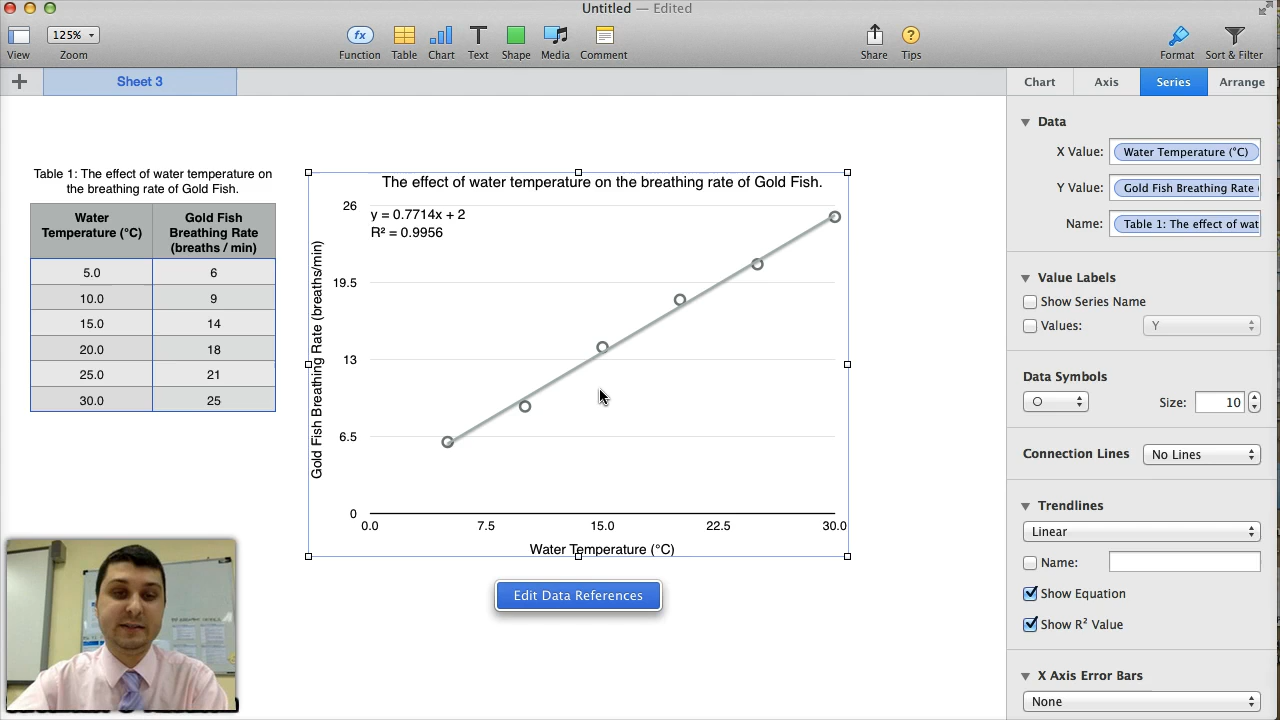 Untitled — Edited
125%
View
Zoom
fx
Function
Table
Chart
Text
Shape
Media
Comment
Share
?
Tips
Format
Sort & Filter
+
Sheet 3
Chart
Axis
Series
Arrange
Table 1: The effect of water temperature on
the breathing rate of Gold Fish.
Water
Temperature (°C)
Gold Fish
Breathing Rate
(breaths / min)
5.0 6
10.0 9
15.0 14
20.0 18
25.0 21
30.0 25
The effect of water temperature on the breathing rate of Gold Fish.
y = 0.7714x + 2
R² = 0.9956
Gold Fish Breathing Rate (breaths/min)
26
19.5
13
6.5
0
0.0 7.5 15.0 22.5 30.0
Water Temperature (°C)
Edit Data References
Data
X Value: Water Temperature (°C)
Y Value: Gold Fish Breathing Rate
Name: Table 1: The effect of wat
Value Labels
Show Series Name
Values: Y
Data Symbols
Size: 10
Connection Lines No Lines
Trendlines
Linear
Name:
Show Equation
Show R² Value
X Axis Error Bars
None